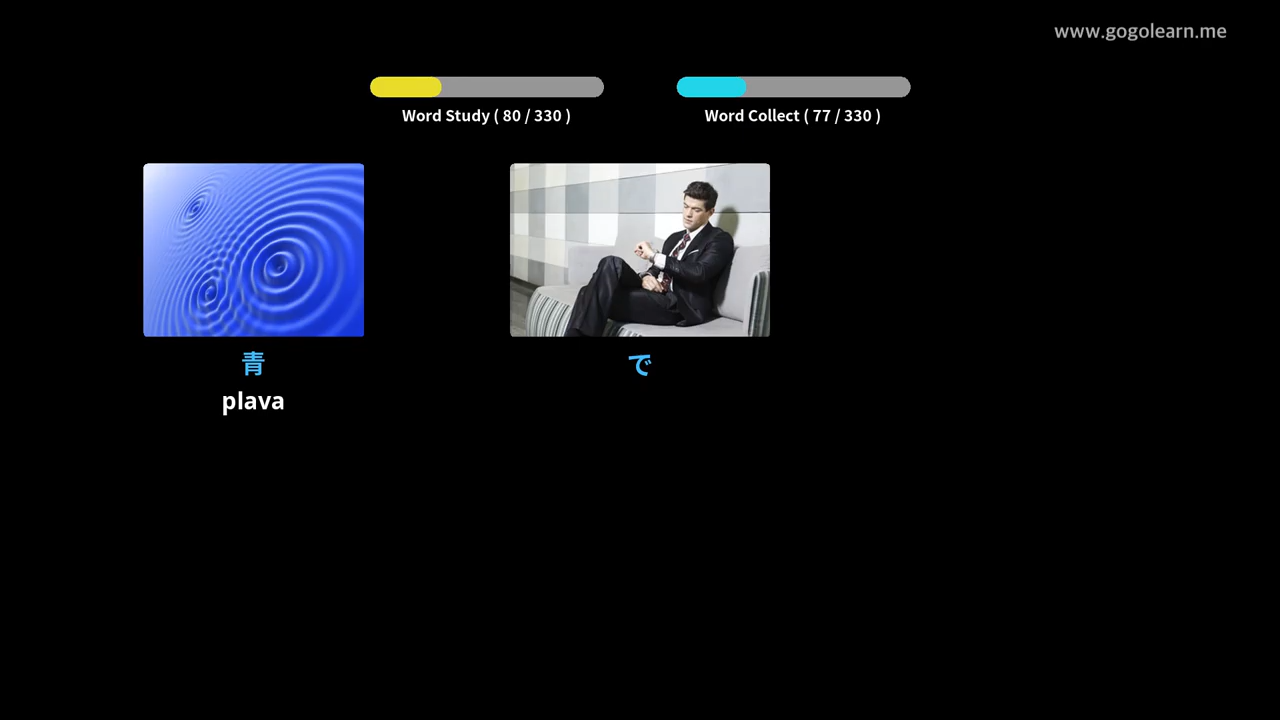 www.gogolearn.me
Word Study ( 80 / 330 )
Word Collect ( 77 / 330 )
青
plava
で